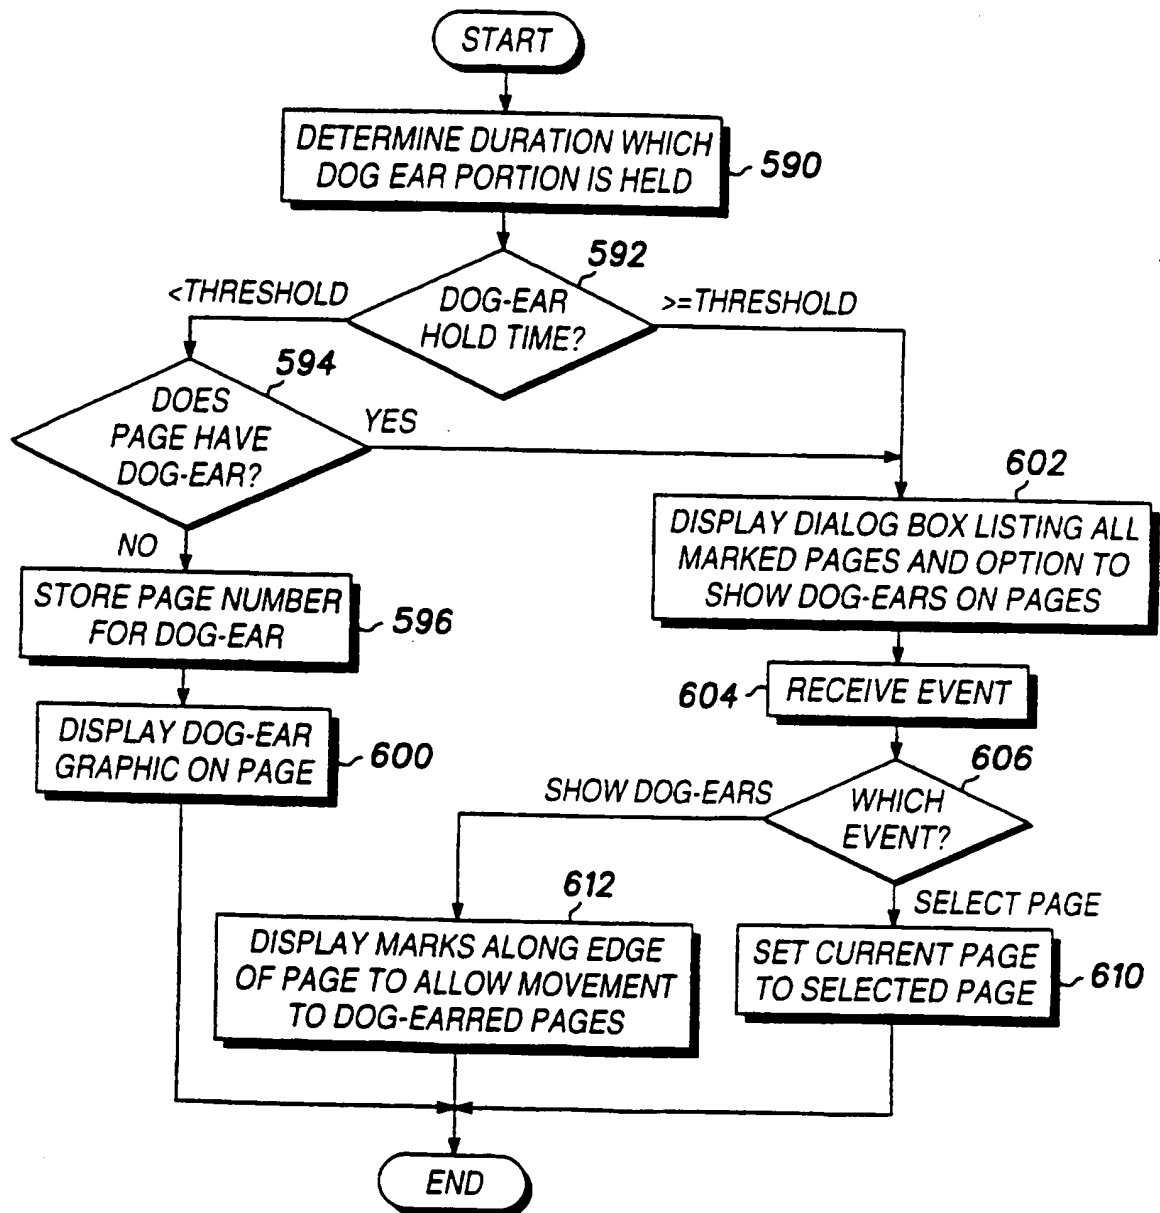 START
DETERMINE DURATION WHICH
DOG EAR PORTION IS HELD
590
592
<THRESHOLD
DOG-EAR
HOLD TIME?
>=THRESHOLD
594
DOES
PAGE HAVE
DOG-EAR?
YES
NO
602
DISPLAY DIALOG BOX LISTING ALL
MARKED PAGES AND OPTION TO
SHOW DOG-EARS ON PAGES
STORE PAGE NUMBER
FOR DOG-EAR
596
604
RECEIVE EVENT
DISPLAY DOG-EAR
GRAPHIC ON PAGE
600
606
SHOW DOG-EARS
WHICH
EVENT?
612
SELECT PAGE
DISPLAY MARKS ALONG EDGE
OF PAGE TO ALLOW MOVEMENT
TO DOG-EARRED PAGES
SET CURRENT PAGE
TO SELECTED PAGE
610
END